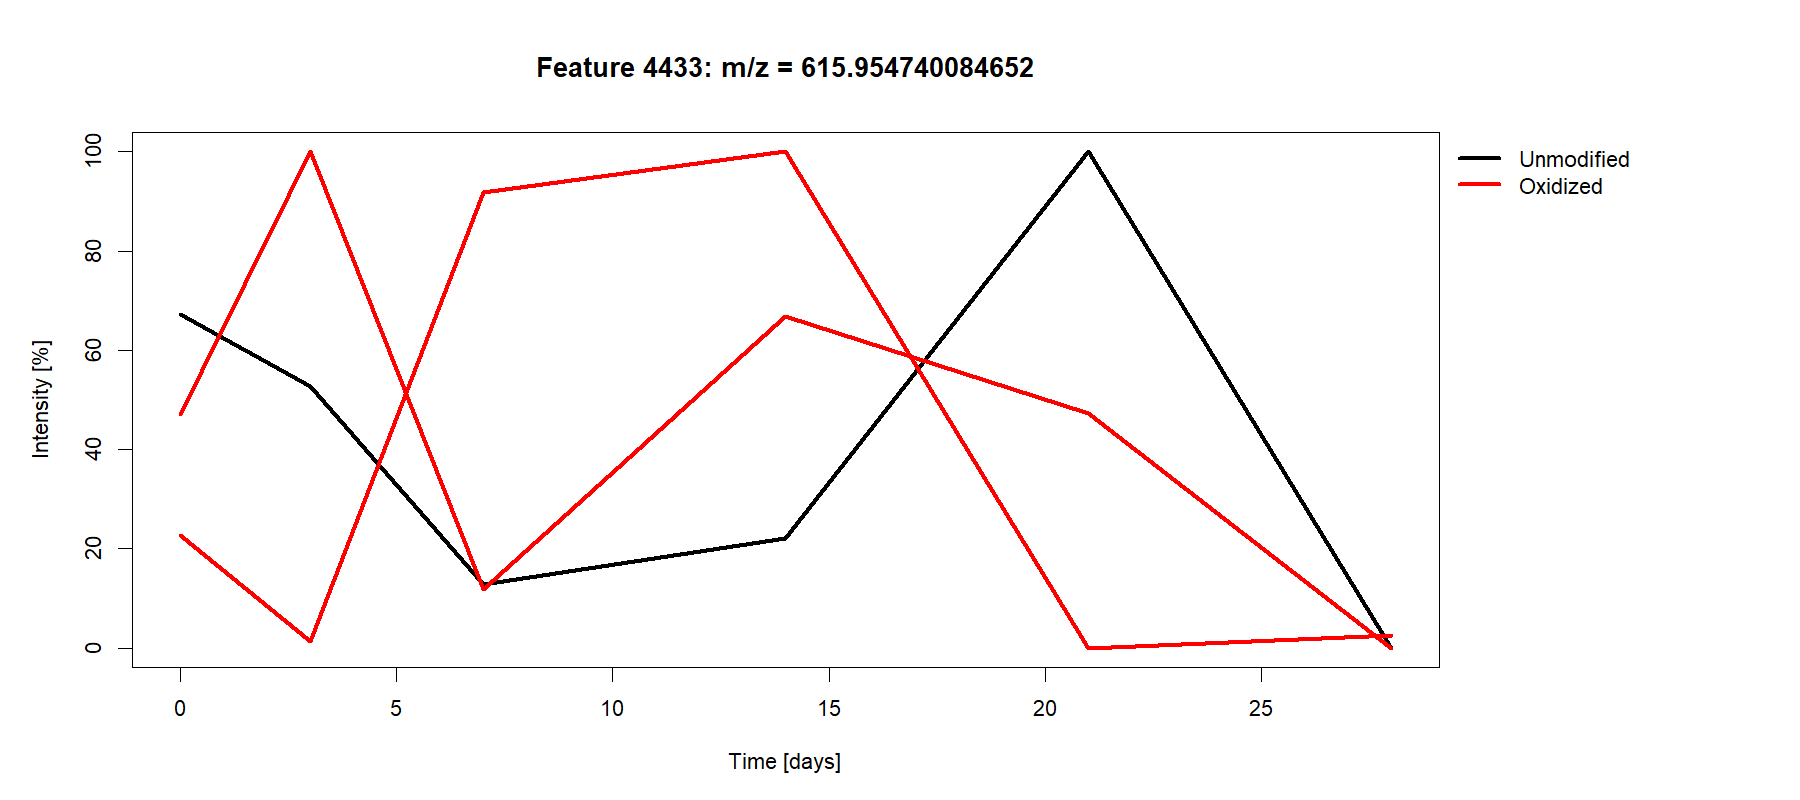 Feature 4433: m/z = 615.954740084652
Unmodified
Oxidized
Intensity [%]
100
80
60
40
20
0
0 5 10 15 20 25
Time [days]